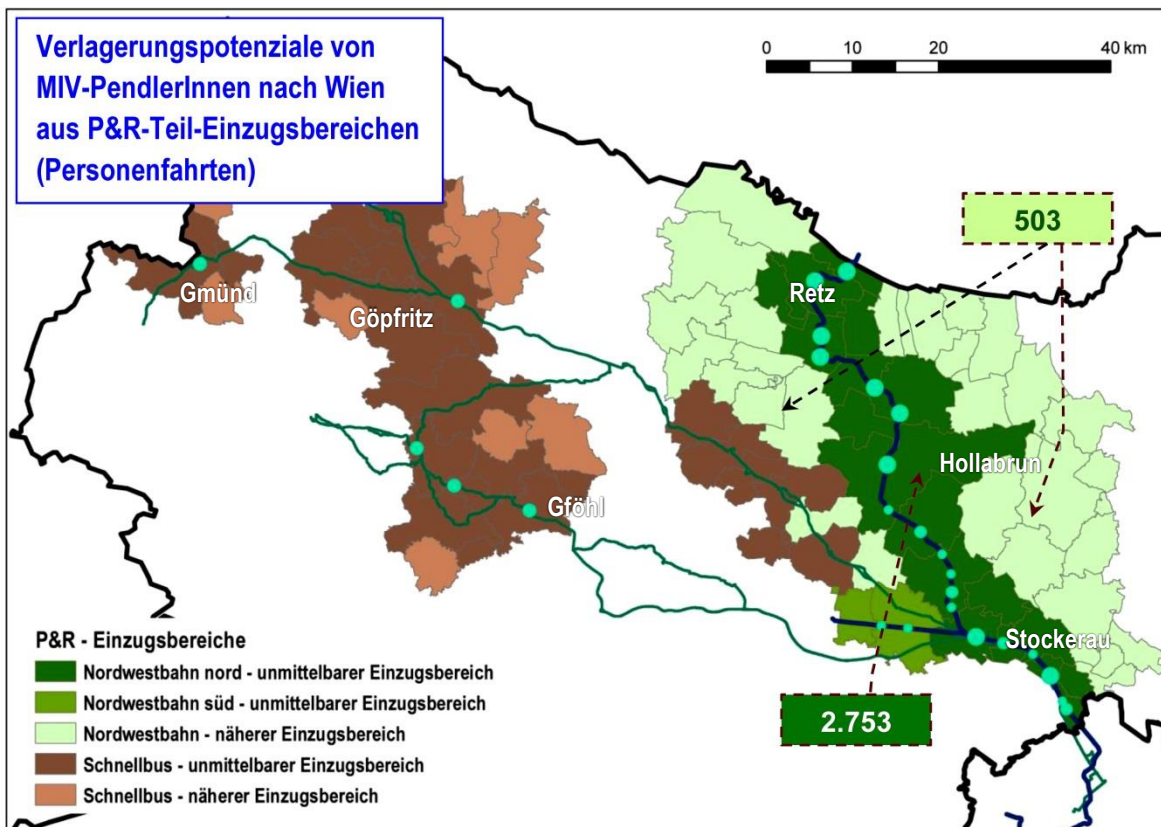 Verlagerungspotenziale von
MIV-PendlerInnen nach Wien
aus P&R-Teil-Einzugsbereichen
(Personenfahrten)
0 10 20 40 km
503
Retz
Gmünd
Göpfritz
Hollabrun
Gföhl
Stockerau
2.753
P&R - Einzugsbereiche
Nordwestbahn nord - unmittelbarer Einzugsbereich
Nordwestbahn süd - unmittelbarer Einzugsbereich
Nordwestbahn - näherer Einzugsbereich
Schnellbus - unmittelbarer Einzugsbereich
Schnellbus - näherer Einzugsbereich